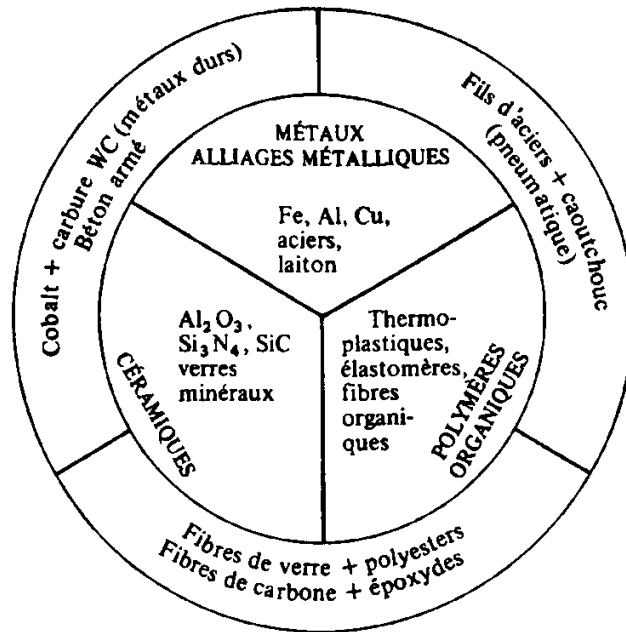 Cobalt + carbure WC (métaux durs)
Béton armé
Fils d'aciers + caoutchouc
(pneumatique)
MÉTAUX
ALLIAGES MÉTALLIQUES
Fe, Al, Cu,
aciers,
laiton
Al₂O₃,
Si₃N₄, SiC
verres
minéraux
CÉRAMIQUES
Thermo-
plastiques,
élastomères,
fibres
organi-
ques
POLYMÈRES
ORGANIQUES
Fibres de verre + polyesters
Fibres de carbone + époxydes